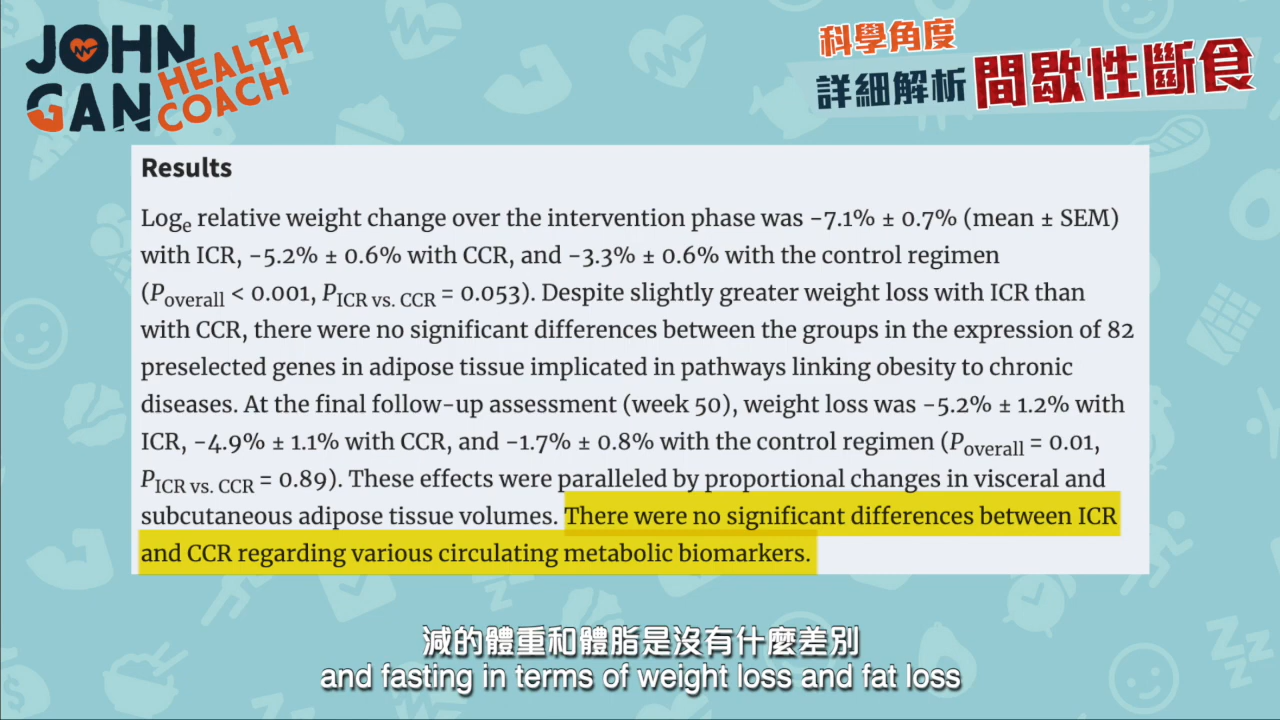 JOHN
GAN
HEALTH
COACH
科學角度
詳細解析 間歇性斷食
Results
Logₑ relative weight change over the intervention phase was −7.1% ± 0.7% (mean ± SEM)
with ICR, −5.2% ± 0.6% with CCR, and −3.3% ± 0.6% with the control regimen
(Poverall < 0.001, PICR vs. CCR = 0.053). Despite slightly greater weight loss with ICR than
with CCR, there were no significant differences between the groups in the expression of 82
preselected genes in adipose tissue implicated in pathways linking obesity to chronic
diseases. At the final follow-up assessment (week 50), weight loss was −5.2% ± 1.2% with
ICR, −4.9% ± 1.1% with CCR, and −1.7% ± 0.8% with the control regimen (Poverall = 0.01,
PICR vs. CCR = 0.89). These effects were paralleled by proportional changes in visceral and
subcutaneous adipose tissue volumes. There were no significant differences between ICR
and CCR regarding various circulating metabolic biomarkers.
減的體重和體脂是沒有什麼差別
and fasting in terms of weight loss and fat loss